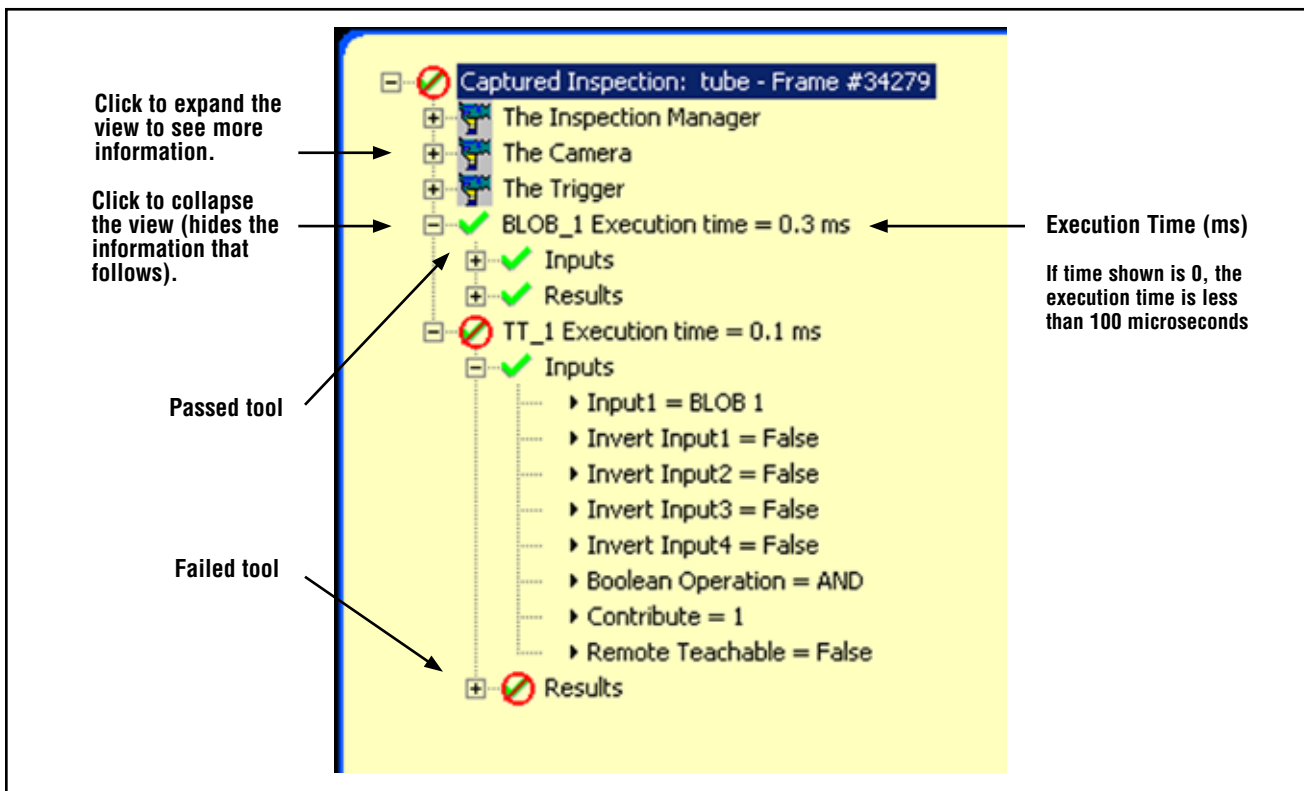 Captured Inspection: tube - Frame #34279
Click to expand the
view to see more
information.
The Inspection Manager
The Camera
The Trigger
Click to collapse
the view (hides the
information that
follows).
BLOB_1 Execution time = 0.3 ms
Execution Time (ms)
If time shown is 0, the
execution time is less
than 100 microseconds
Inputs
Results
TT_1 Execution time = 0.1 ms
Inputs
Passed tool
Input1 = BLOB 1
Invert Input1 = False
Invert Input2 = False
Invert Input3 = False
Invert Input4 = False
Failed tool
Boolean Operation = AND
Contribute = 1
Remote Teachable = False
Results